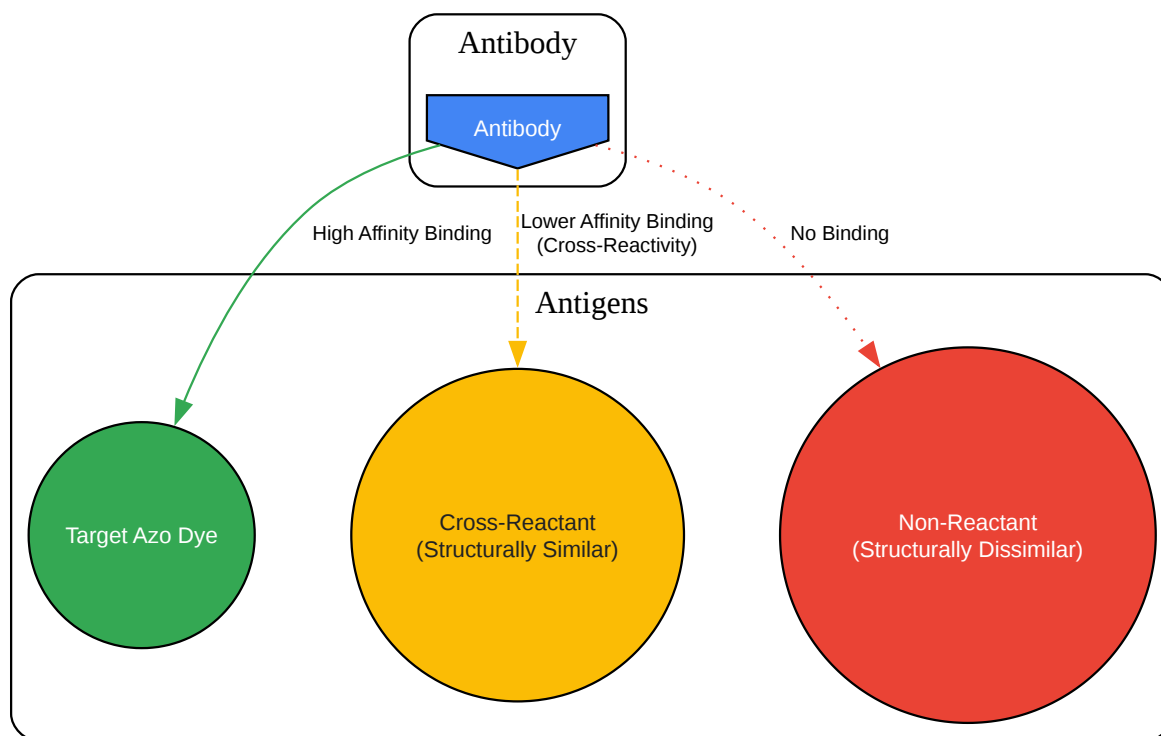 Antibody
Antibody
High Affinity Binding
Lower Affinity Binding
(Cross-Reactivity)
No Binding
Antigens
Target Azo Dye
Cross-Reactant
(Structurally Similar)
Non-Reactant
(Structurally Dissimilar)